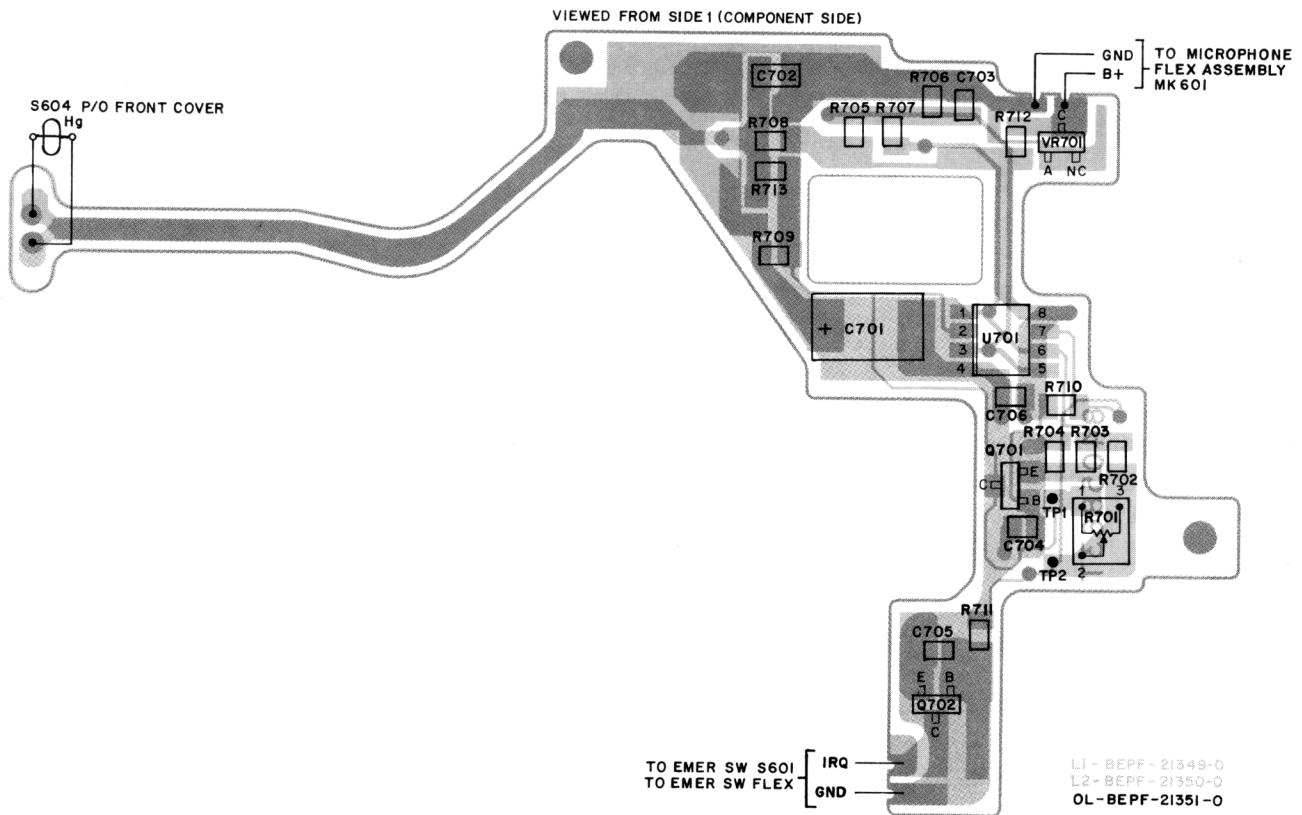 VIEWED FROM SIDE 1 (COMPONENT SIDE)
GND
B+
TO MICROPHONE
FLEX ASSEMBLY
MK601
S604 P/O FRONT COVER
Hg
C702
R706
C703
R705
R707
R712
C
VR701
A
NC
R708
R713
R709
+
C701
1
2
3
4
U701
8
7
6
5
R710
C706
R704
R703
R702
Q701
E
C
B
TP1
1
3
R701
2
C704
TP2
R711
C705
E
B
Q702
C
TO EMER SW S601
TO EMER SW FLEX
IRQ
GND
L1-BEPF-21349-0
L2-BEPF-21350-0
OL-BEPF-21351-0